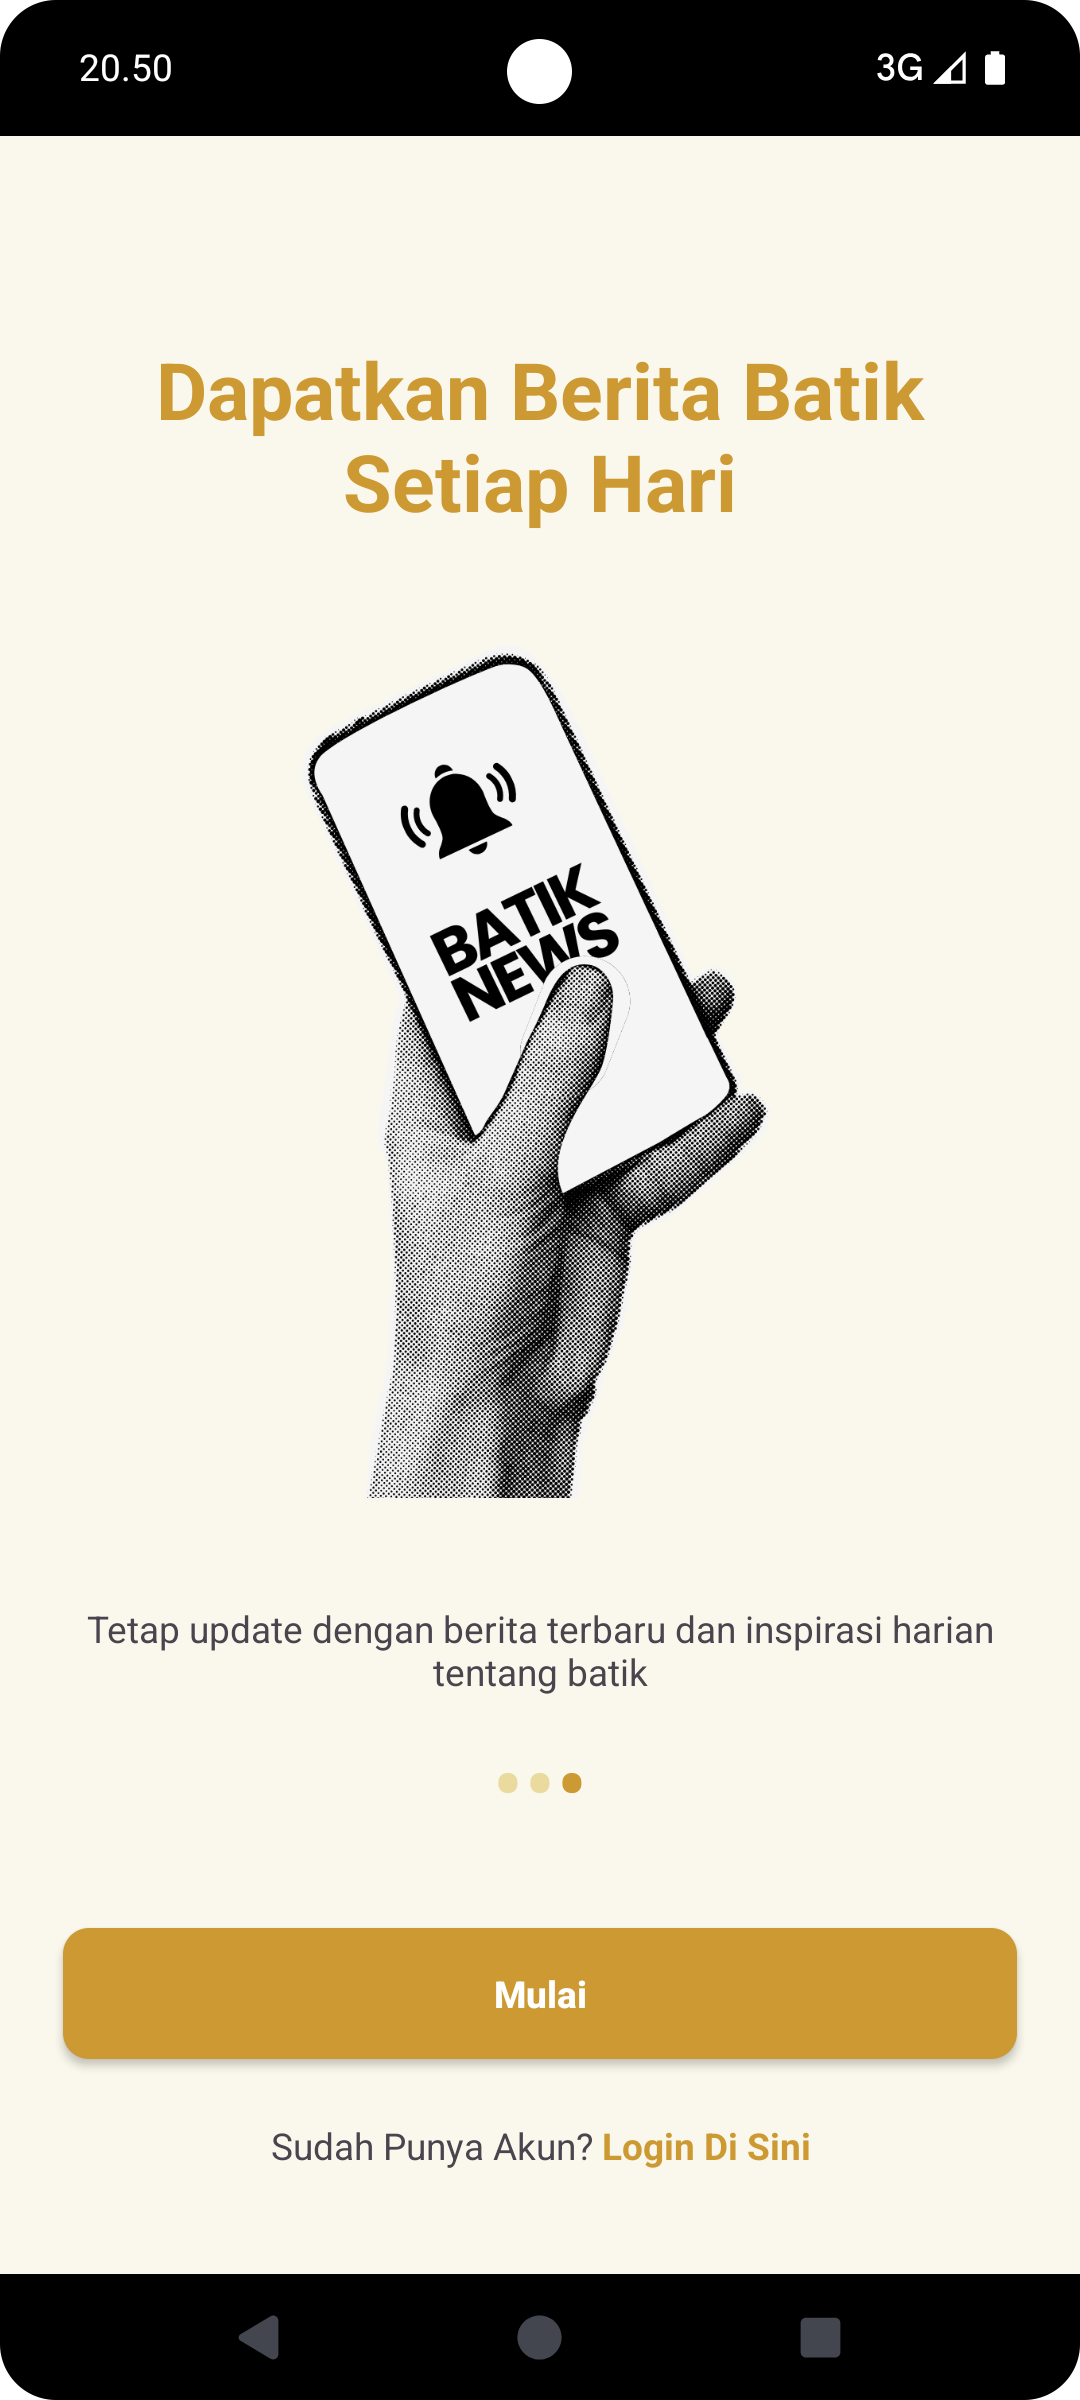 20.50
3G
Dapatkan Berita Batik
Setiap Hari
BATIK
NEWS
Tetap update dengan berita terbaru dan inspirasi harian
tentang batik
Mulai
Sudah Punya Akun? Login Di Sini